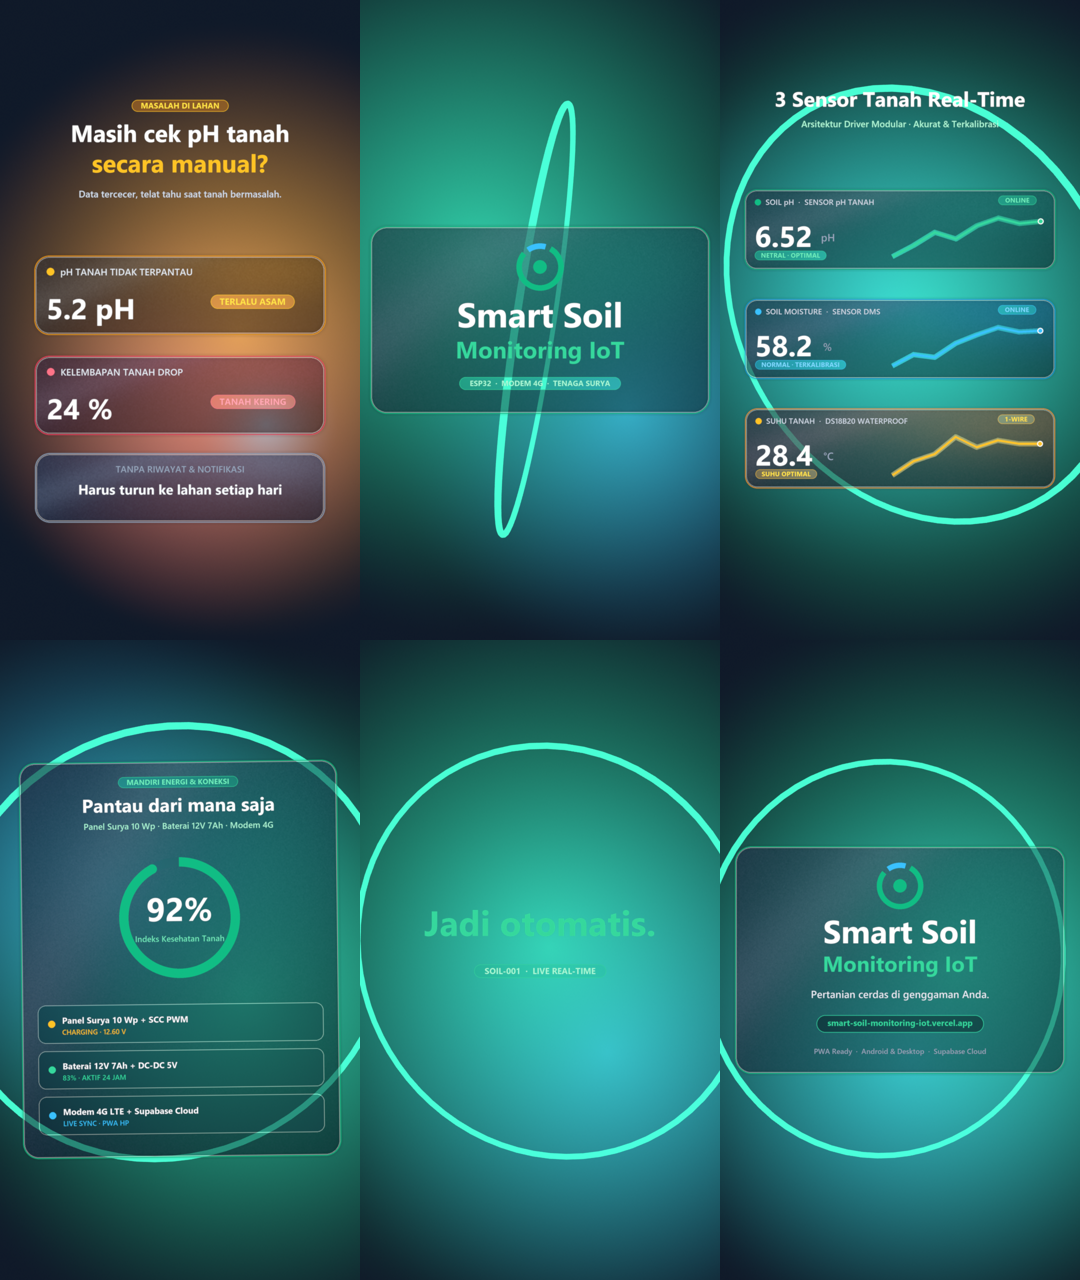 MASALAH DI LAHAN
Masih cek pH tanah
secara manual?
Data tercecer, telat tahu saat tanah bermasalah.
pH TANAH TIDAK TERPANTAU
5.2 pH
TERLALU ASAM
KELEMBAPAN TANAH DROP
24 %
TANAH KERING
TANPA RIWAYAT & NOTIFIKASI
Harus turun ke lahan setiap hari
Smart Soil
Monitoring IoT
ESP32 · MODEM 4G · TENAGA SURYA
3 Sensor Tanah Real-Time
Arsitektur Driver Modular · Akurat & Terkalibrasi
SOIL pH · SENSOR pH TANAH
ONLINE
6.52 pH
NETRAL · OPTIMAL
SOIL MOISTURE · SENSOR DMS
ONLINE
58.2 %
NORMAL · TERKALIBRASI
SUHU TANAH · DS18B20 WATERPROOF
1-WIRE
28.4 °C
SUHU OPTIMAL
MANDIRI ENERGI & KONEKSI
Pantau dari mana saja
Panel Surya 10 Wp · Baterai 12V 7Ah · Modem 4G
92%
Indeks Kesehatan Tanah
Panel Surya 10 Wp + SCC PWM
CHARGING · 12.60 V
Baterai 12V 7Ah + DC-DC 5V
83% · AKTIF 24 JAM
Modem 4G LTE + Supabase Cloud
LIVE SYNC · PWA HP
Jadi otomatis.
SOIL-001 · LIVE REAL-TIME
Smart Soil
Monitoring IoT
Pertanian cerdas di genggaman Anda.
smart-soil-monitoring-iot.vercel.app
PWA Ready · Android & Desktop · Supabase Cloud